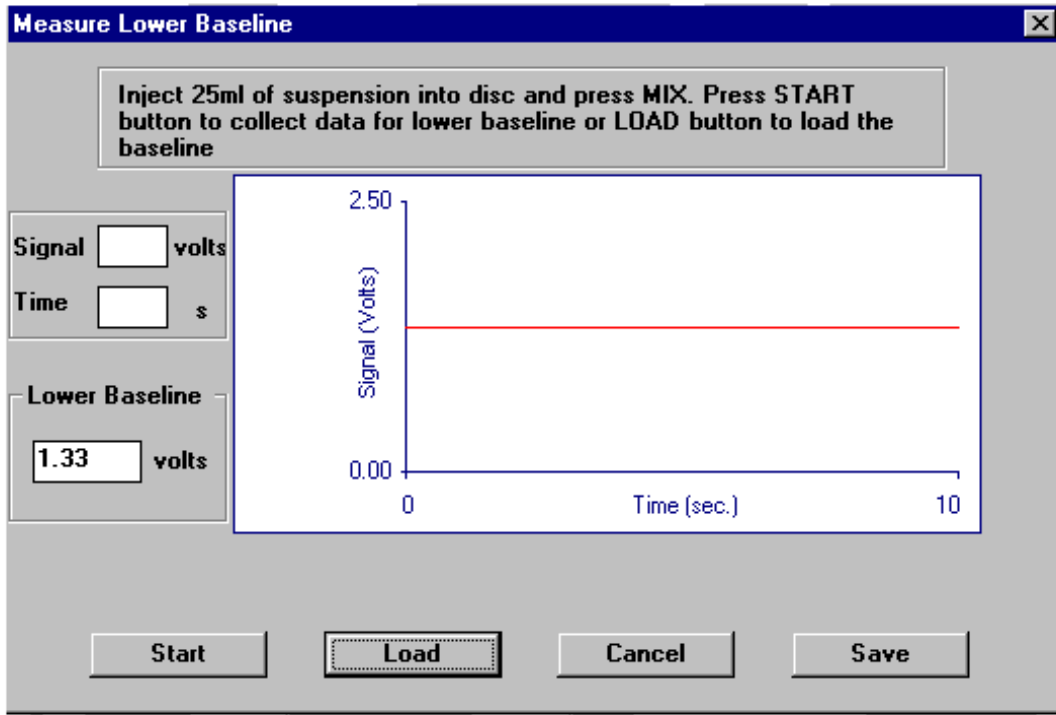 Measure Lower Baseline
Inject 25ml of suspension into disc and press MIX. Press START
button to collect data for lower baseline or LOAD button to load the
baseline
Signal volts
Time s
Lower Baseline
1.33 volts
2.50
Signal (Volts)
0.00
0 Time (sec.) 10
Start Load Cancel Save